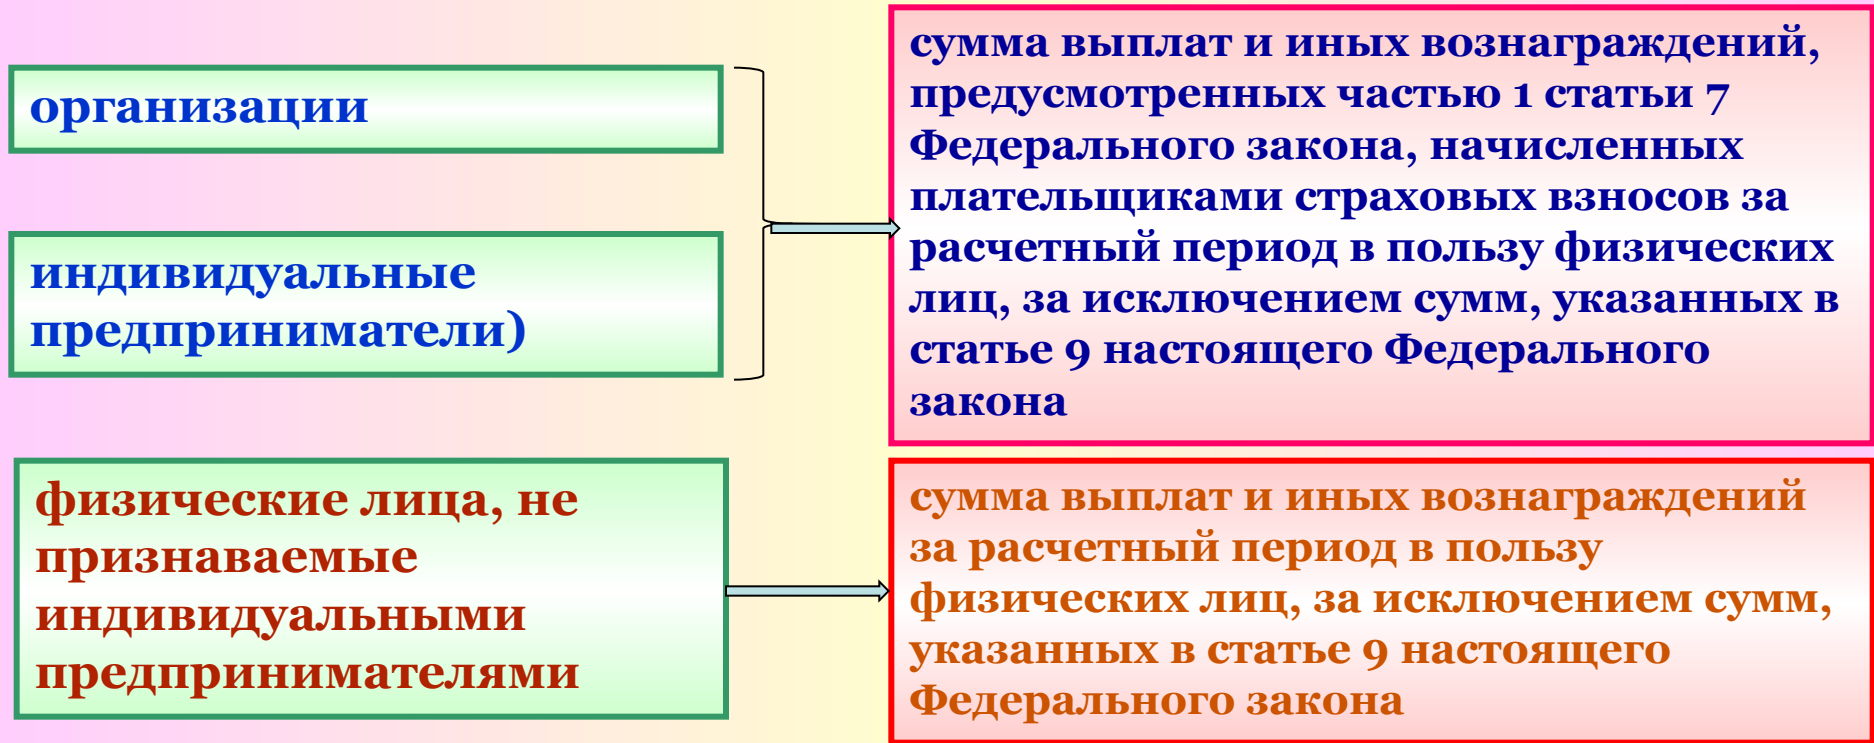 организации
индивидуальные
предприниматели)
сумма выплат и иных вознаграждений,
предусмотренных частью 1 статьи 7
Федерального закона, начисленных
плательщиками страховых взносов за
расчетный период в пользу физических
лиц, за исключением сумм, указанных в
статье 9 настоящего Федерального
закона
физические лица, не
признаваемые
индивидуальными
предпринимателями
сумма выплат и иных вознаграждений
за расчетный период в пользу
физических лиц, за исключением сумм,
указанных в статье 9 настоящего
Федерального закона